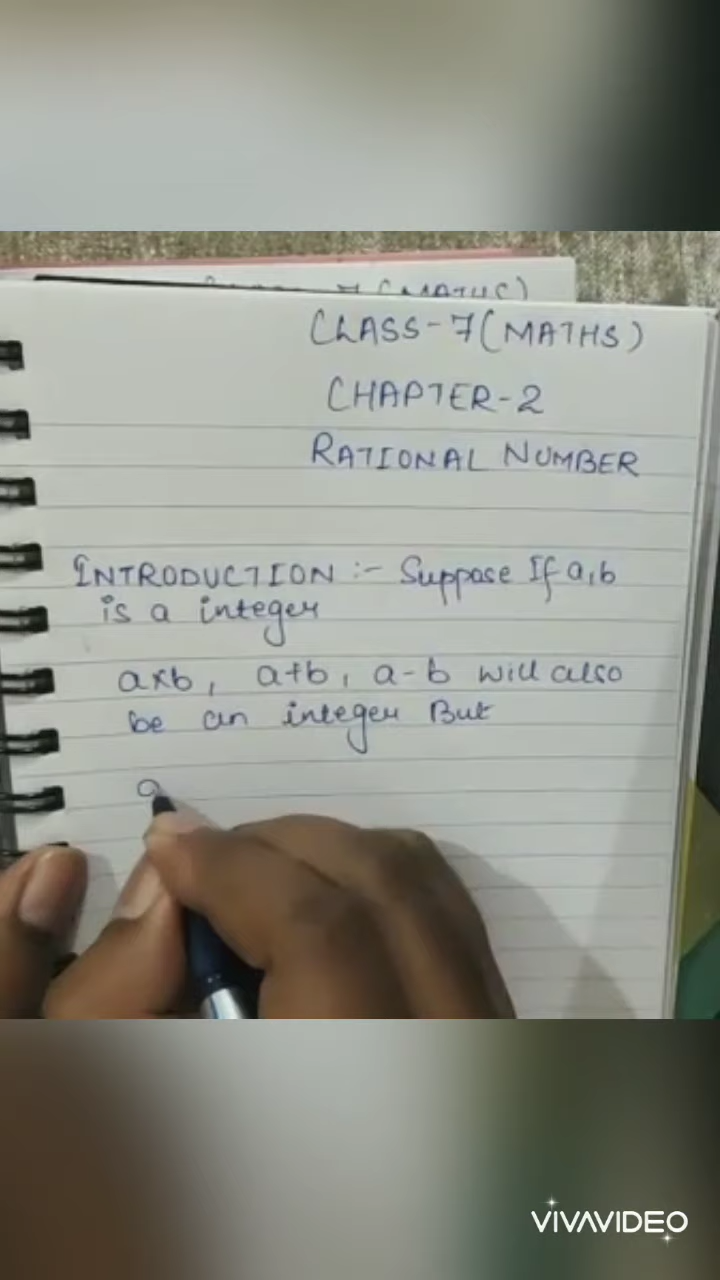 CLASS-7(MATHS)
CHAPTER-2
RATIONAL NUMBER
INTRODUCTION :- Suppose If a,b
is a integer
axb, a+b, a-b will also
be an integer But
a
VIVAVIDEO